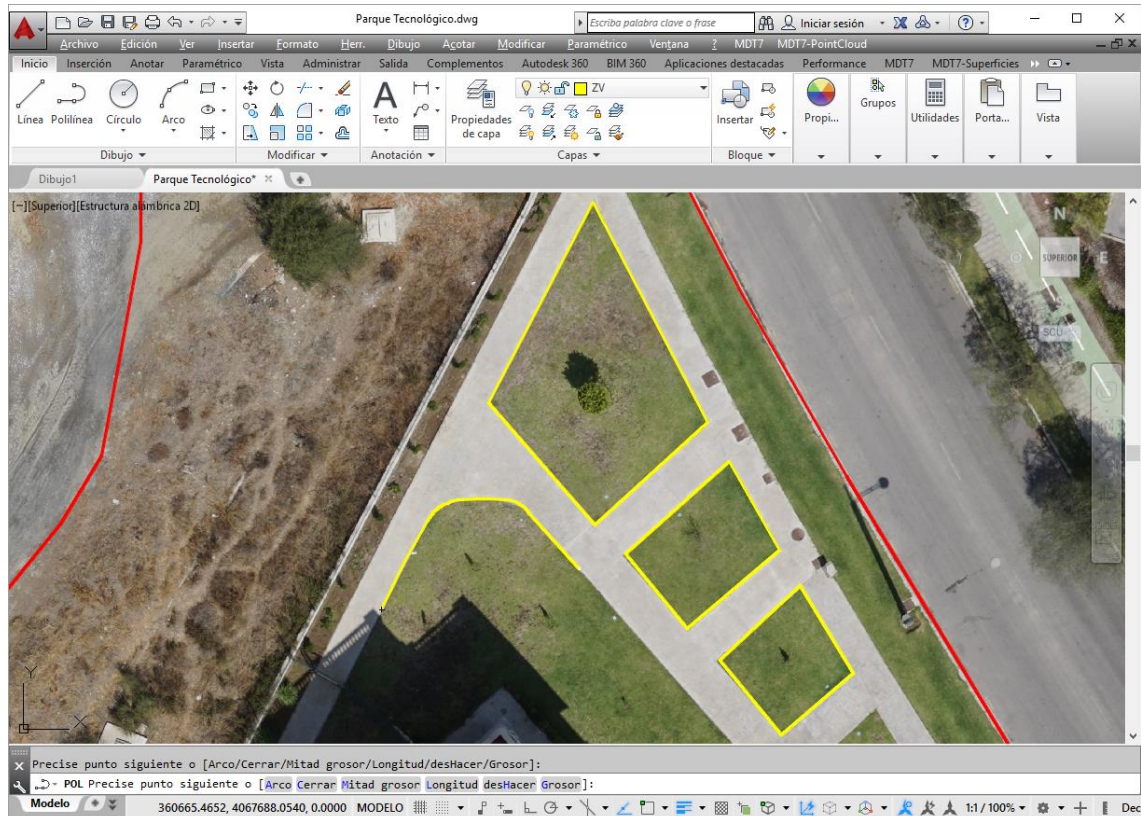 Parque Tecnológico.dwg
Escriba palabra clave o frase
Iniciar sesión
Archivo Edición Ver Insertar Formato Herr. Dibujo Acotar Modificar Paramétrico Ventana ? MDT7 MDT7-PointCloud
Inicio Inserción Anotar Paramétrico Vista Administrar Salida Complementos Autodesk 360 BIM 360 Aplicaciones destacadas Performance MDT7 MDT7-Superficies
ZV
Línea Polilínea Círculo Arco Texto Propiedades de capa Insertar Propi... Grupos Utilidades Porta... Vista
Dibujo Modificar Anotación Capas Bloque
Dibujo1 Parque Tecnológico*
[-][Superior][Estructura alámbrica 2D]
N
SUPERIOR
E
SCU
Y
X
Precise punto siguiente o [Arco/Cerrar/Mitad grosor/Longitud/desHacer/Grosor]:
POL Precise punto siguiente o [Arco Cerrar Mitad grosor Longitud desHacer Grosor]:
Modelo 360665.4652, 4067688.0540, 0.0000 MODELO 1:1 / 100% Dec